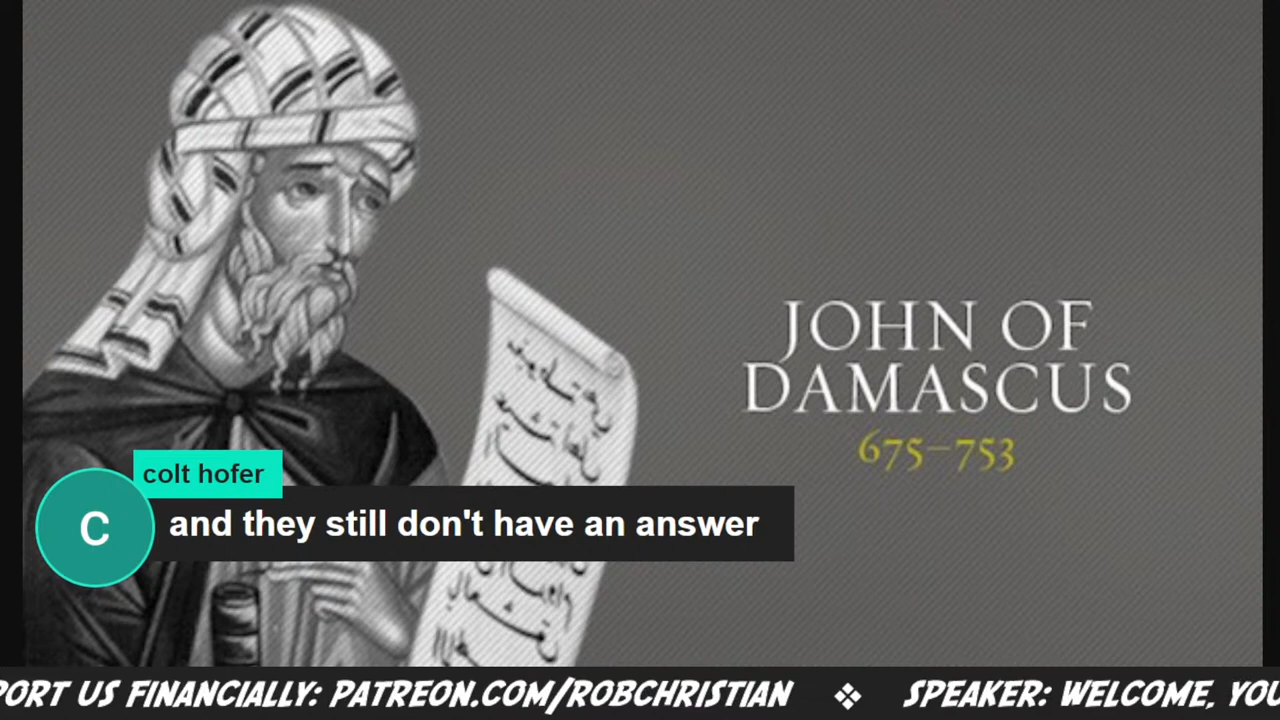 JOHN OF
DAMASCUS
675–753
colt hofer
C
and they still don't have an answer
PORT US FINANCIALLY: PATREON.COM/ROBCHRISTIAN ❖ SPEAKER: WELCOME, YOU